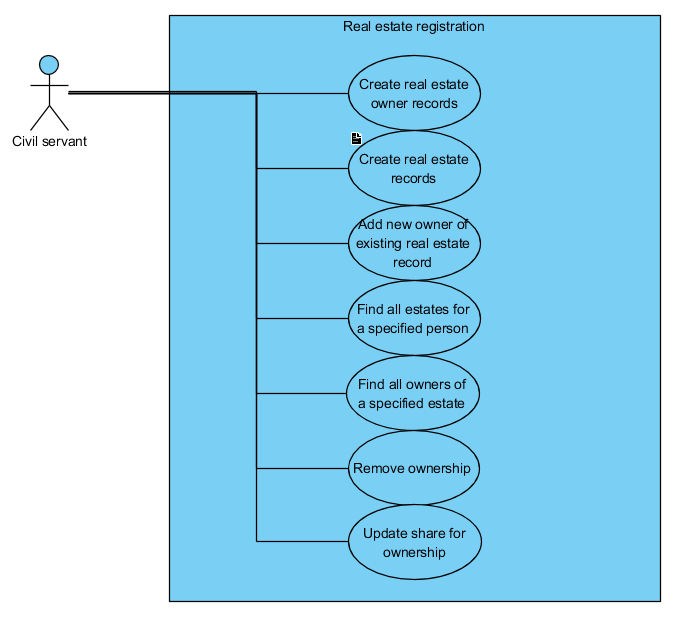 Real estate registration
Civil servant
Create real estate
owner records
Create real estate
records
Add new owner of
existing real estate
record
Find all estates for
a specified person
Find all owners of
a specified estate
Remove ownership
Update share for
ownership